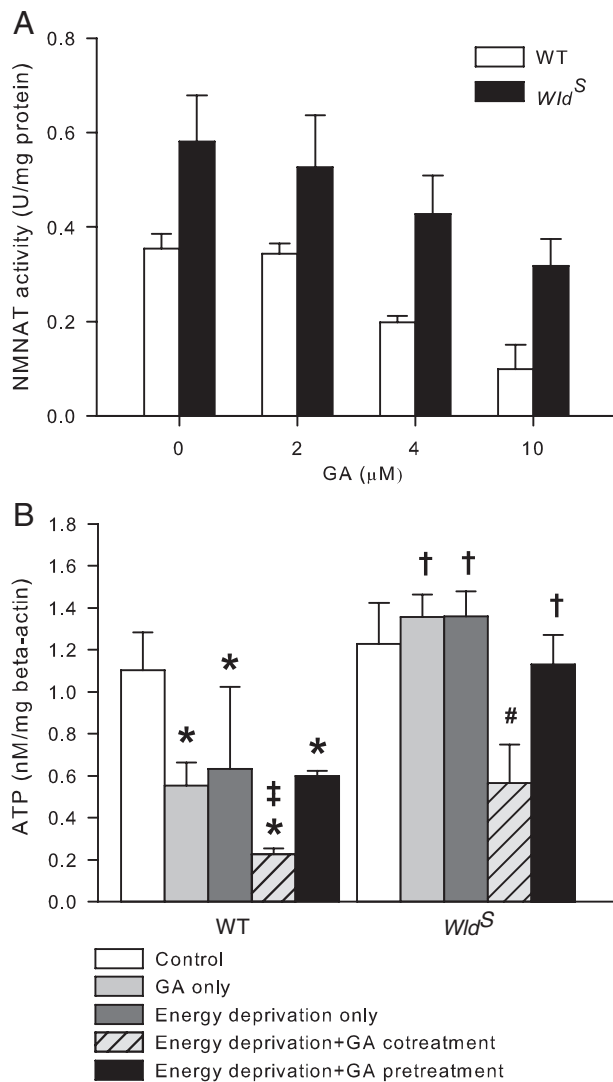 A
0.8
0.6
0.4
0.2
0.0
NMNAT activity (U/mg protein)
WT
Wld^S
0 2 4 10
GA (μM)
B
1.8
1.6
1.4
1.2
1.0
0.8
0.6
0.4
0.2
0.0
ATP (nM/mg beta-actin)
* * ‡ * *
† † # †
WT Wld^S
Control
GA only
Energy deprivation only
Energy deprivation+GA cotreatment
Energy deprivation+GA pretreatment